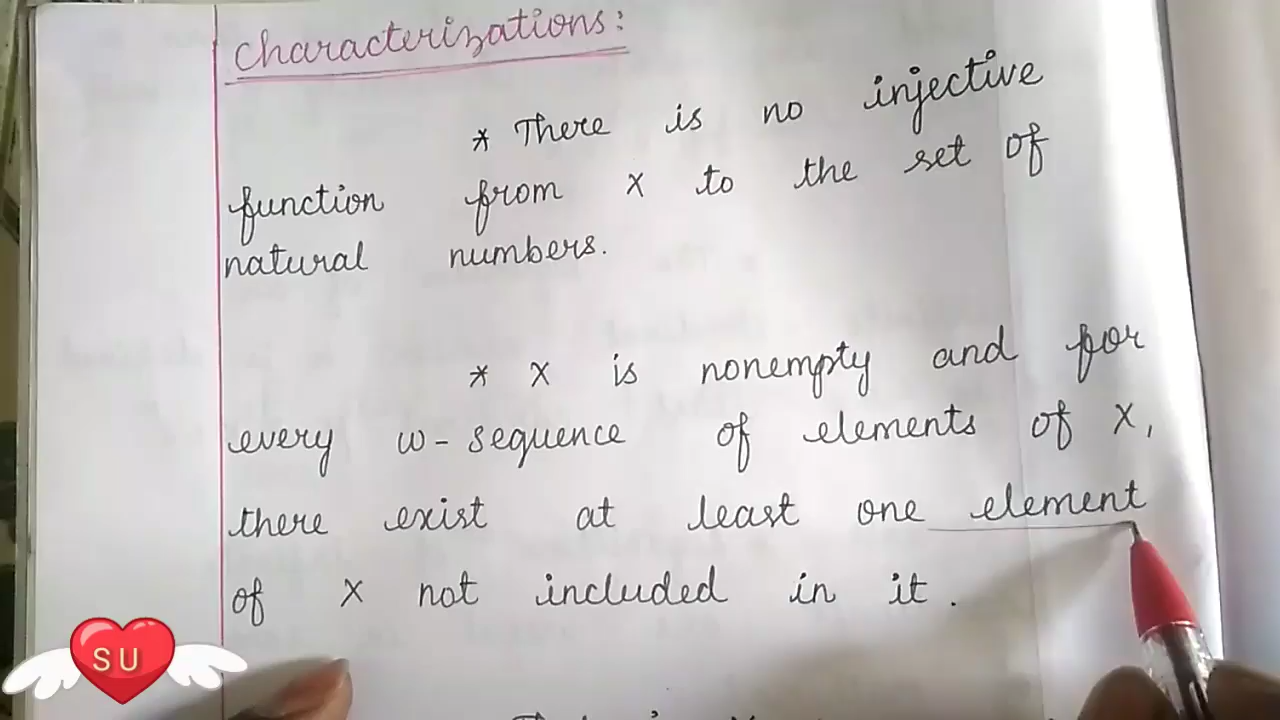 Characterizations:
* There is no injective
function from X to the set of
natural numbers.
* X is nonempty and for
every ω-sequence of elements of X,
there exist at least one element
of X not included in it.
SU